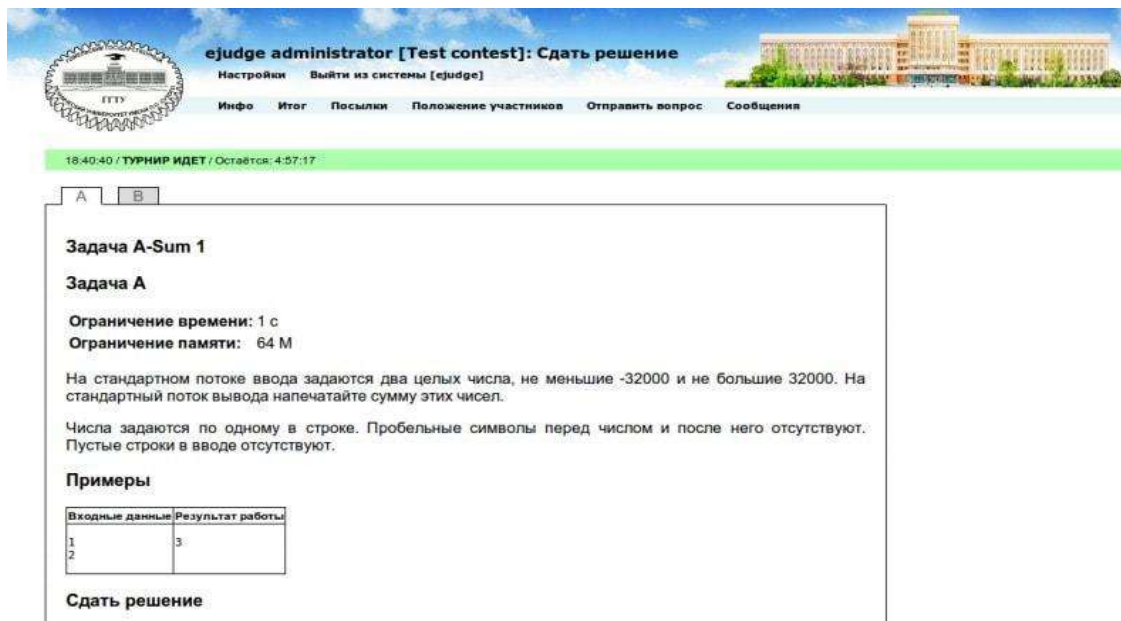 ejudge administrator [Test contest]: Сдать решение
Настройки Выйти из системы [ejudge]
ГГТУ
Инфо Итог Посылки Положение участников Отправить вопрос Сообщения
18:40:40 / ТУРНИР ИДЕТ / Остаётся: 4:57:17
A B
Задача A-Sum 1
Задача A
Ограничение времени: 1 с
Ограничение памяти: 64 M
На стандартном потоке ввода задаются два целых числа, не меньшие -32000 и не большие 32000. На
стандартный поток вывода напечатайте сумму этих чисел.
Числа задаются по одному в строке. Пробельные символы перед числом и после него отсутствуют.
Пустые строки в вводе отсутствуют.
Примеры
Входные данные Результат работы
1 3
2
Сдать решение